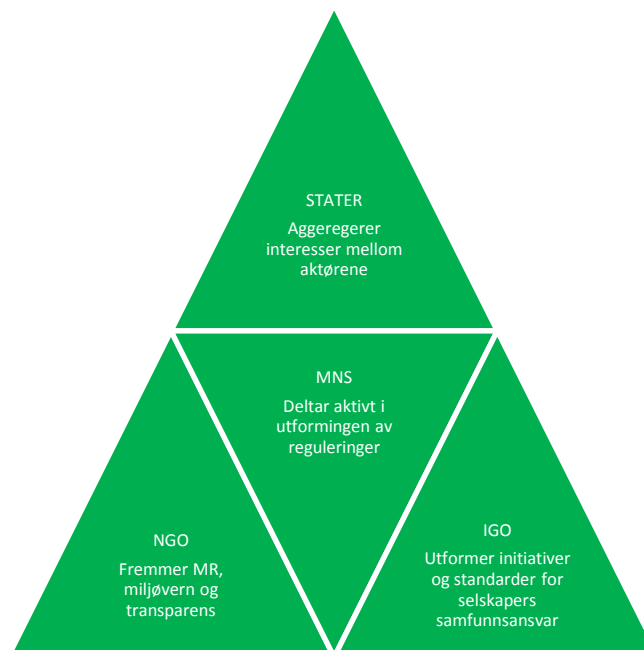 STATER
Aggeregerer
interesser mellom
aktørene
MNS
Deltar aktivt i
utformingen av
reguleringer
NGO
Fremmer MR,
miljøvern og
transparens
IGO
Utformer initiativer
og standarder for
selskapers
samfunnsansvar